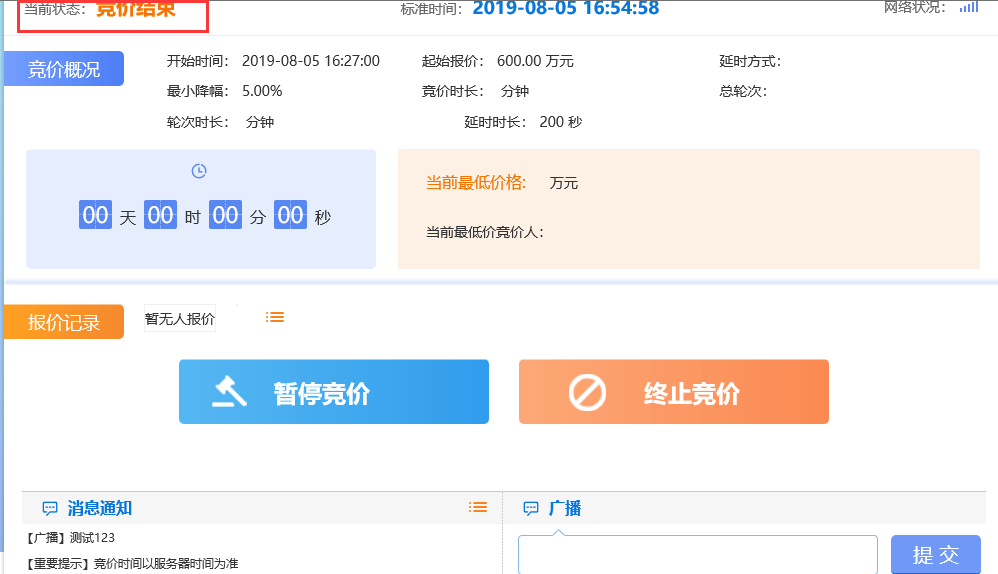 当前状态： 竞价结束 标准时间： 2019-08-05 16:54:58 网络状况：
竞价概况
开始时间： 2019-08-05 16:27:00 起始报价： 600.00 万元 延时方式：
最小降幅： 5.00% 竞价时长： 分钟 总轮次：
轮次时长： 分钟 延时时长： 200 秒
00 天 00 时 00 分 00 秒
当前最低价格： 万元
当前最低价竞价人：
报价记录 暂无人报价
暂停竞价 终止竞价
消息通知 广播
【广播】测试123
【重要提示】竞价时间以服务器时间为准
提 交